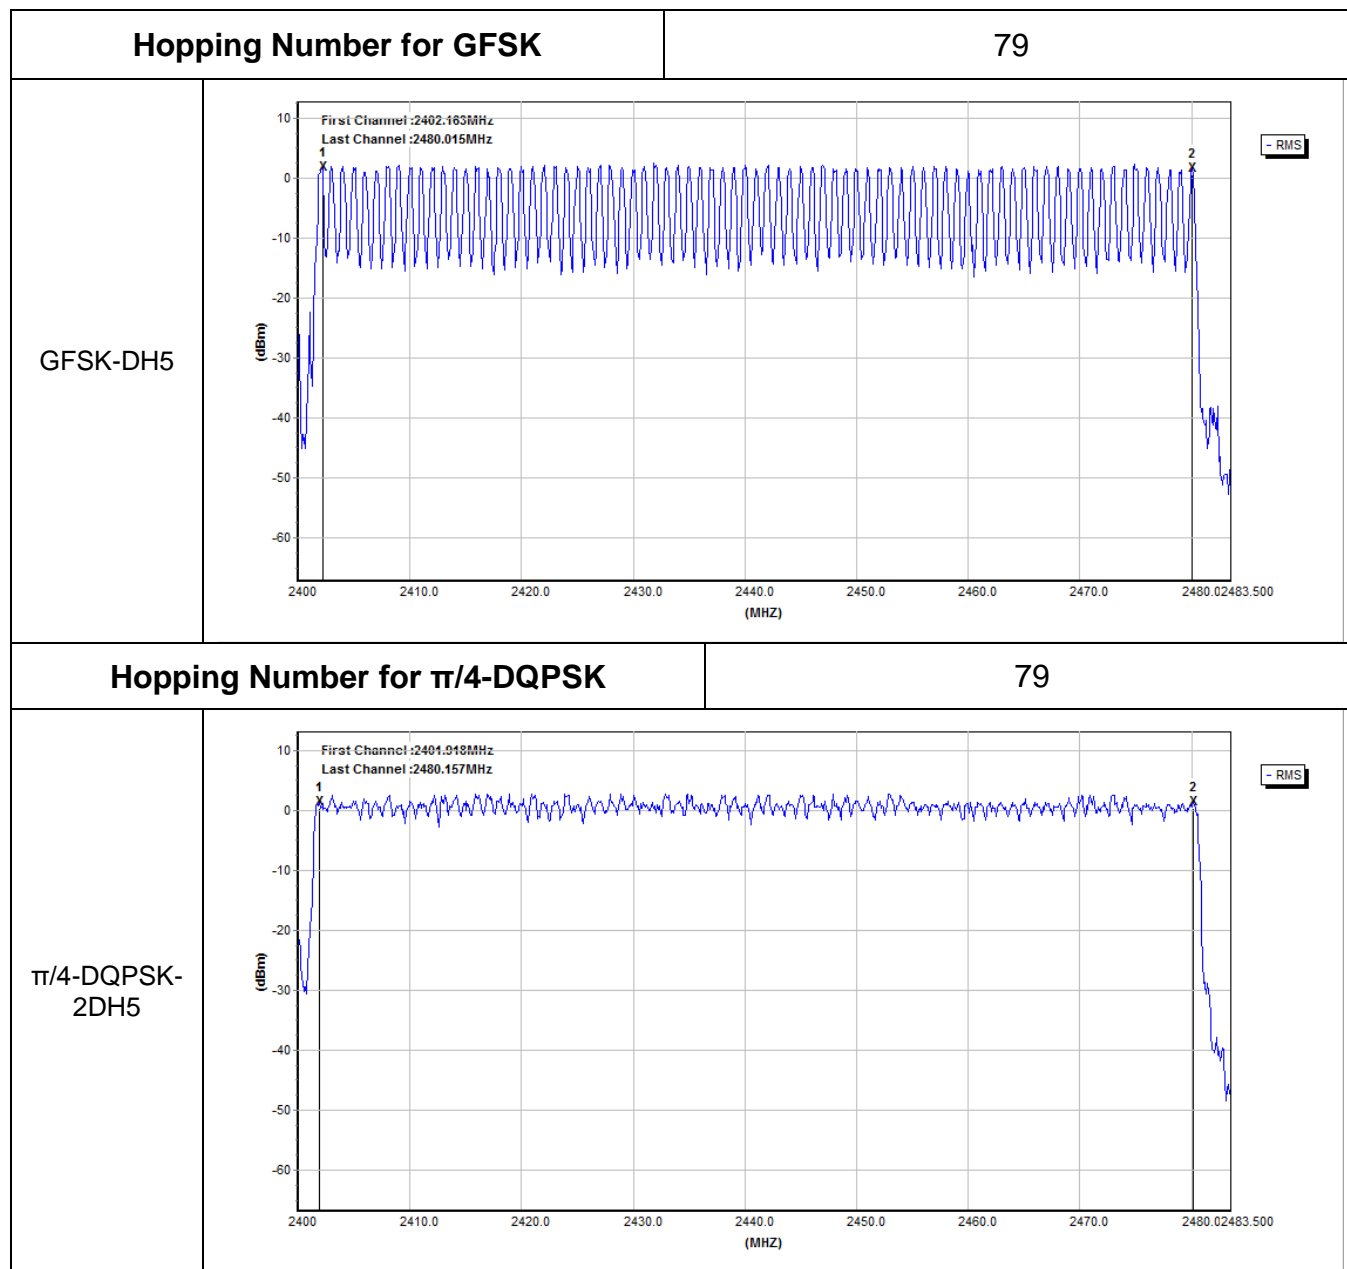 Hopping Number for GFSK 79
GFSK-DH5
First Channel :2402.163MHz
Last Channel :2480.015MHz
1
2
X
X
RMS
10
0
-10
-20
-30
-40
-50
-60
(dBm)
2400 2410.0 2420.0 2430.0 2440.0 2450.0 2460.0 2470.0 2480.02483.500
(MHZ)
Hopping Number for π/4-DQPSK 79
π/4-DQPSK-
2DH5
First Channel :2401.918MHz
Last Channel :2480.157MHz
1
2
X
X
RMS
10
0
-10
-20
-30
-40
-50
-60
(dBm)
2400 2410.0 2420.0 2430.0 2440.0 2450.0 2460.0 2470.0 2480.02483.500
(MHZ)